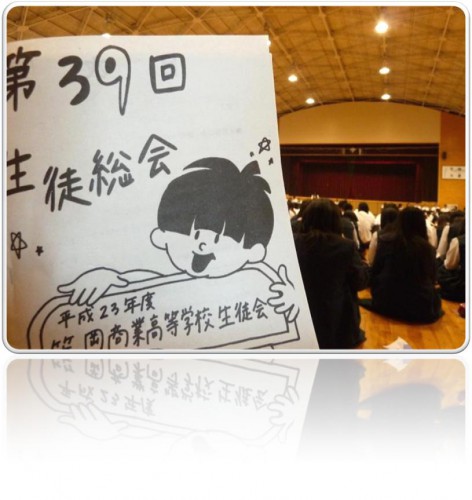 第39回
生徒総会
平成23年度
笠岡商業高等学校生徒会